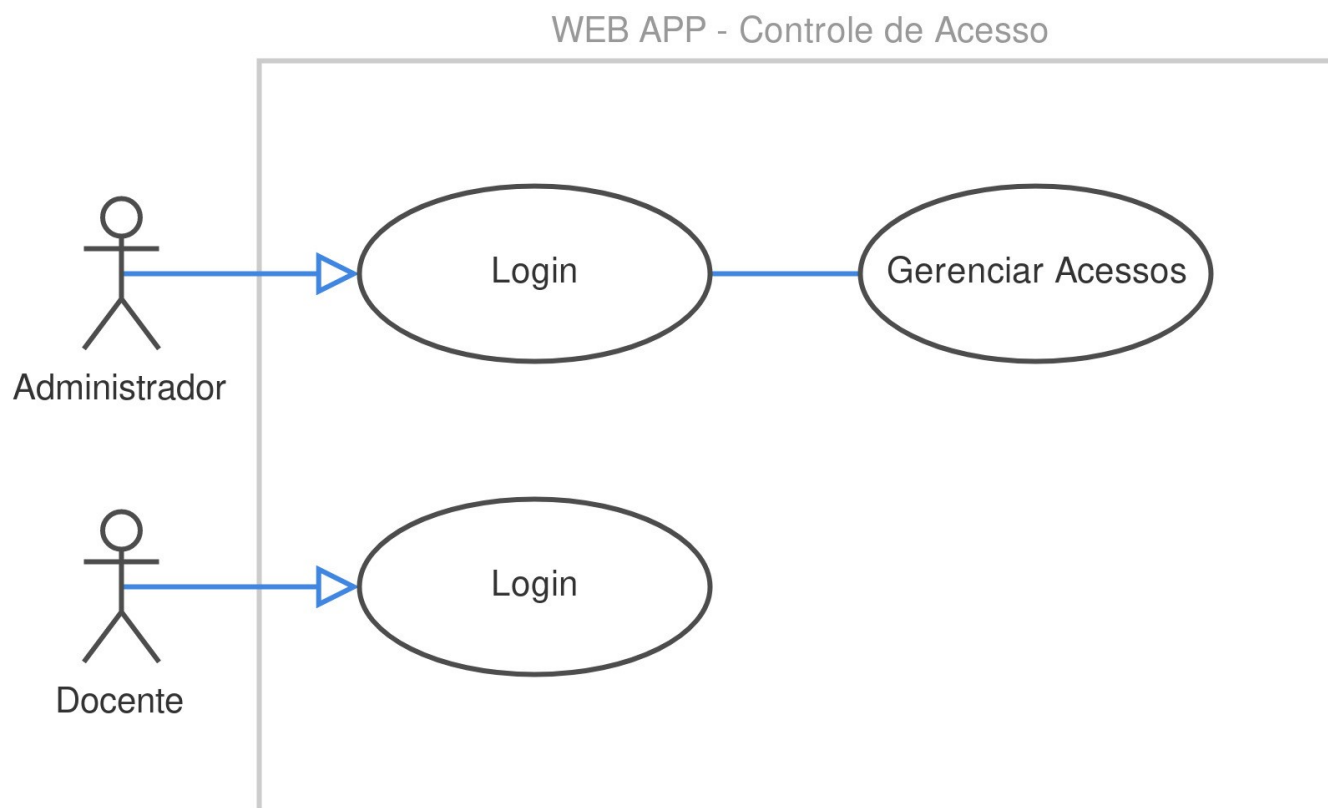 WEB APP - Controle de Acesso
Login
Gerenciar Acessos
Administrador
Login
Docente